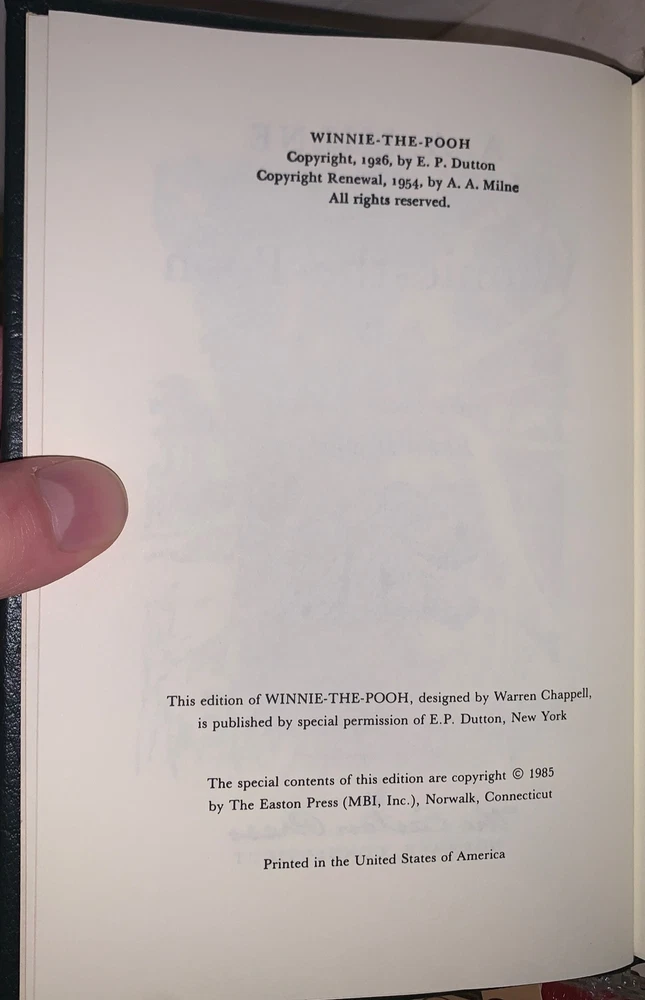 WINNIE-THE-POOH
Copyright, 1926, by E. P. Dutton
Copyright Renewal, 1954, by A. A. Milne
All rights reserved.
This edition of WINNIE-THE-POOH, designed by Warren Chappell,
is published by special permission of E.P. Dutton, New York
The special contents of this edition are copyright © 1985
by The Easton Press (MBI, Inc.), Norwalk, Connecticut
Printed in the United States of America